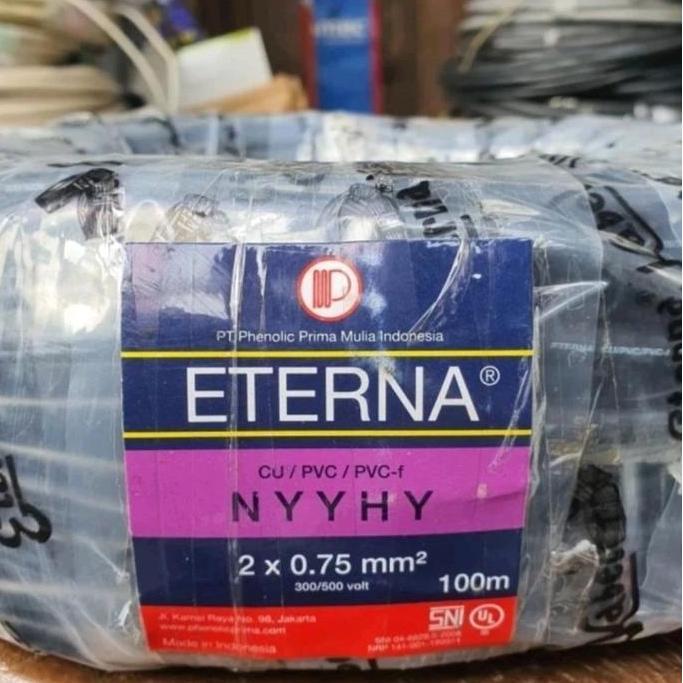 PT Phenolic Prima Mulia Indonesia
ETERNA®
CU / PVC / PVC-f
NYYHY
2 x 0.75 mm²
300/500 volt
100m
Jl. Kamal Raya No. 98, Jakarta
www.phenolicprima.com
Made in Indonesia
SNI
UL